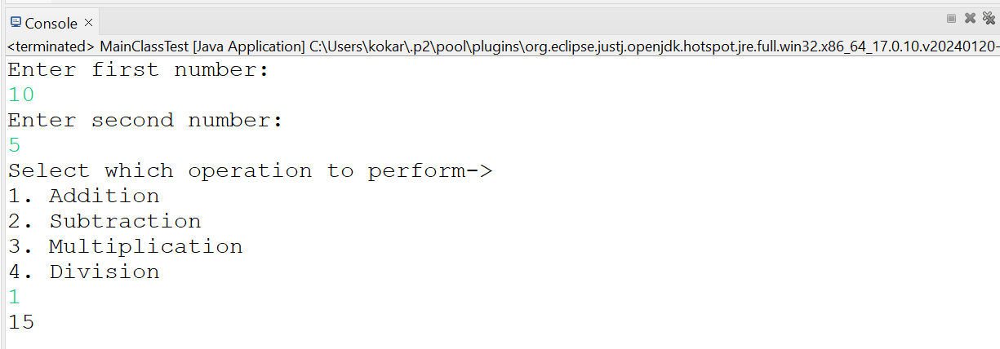 Console
<terminated> MainClassTest [Java Application] C:\Users\kokar\.p2\pool\plugins\org.eclipse.justj.openjdk.hotspot.jre.full.win32.x86_64_17.0.10.v20240120-
Enter first number:
10
Enter second number:
5
Select which operation to perform->
1. Addition
2. Subtraction
3. Multiplication
4. Division
1
15